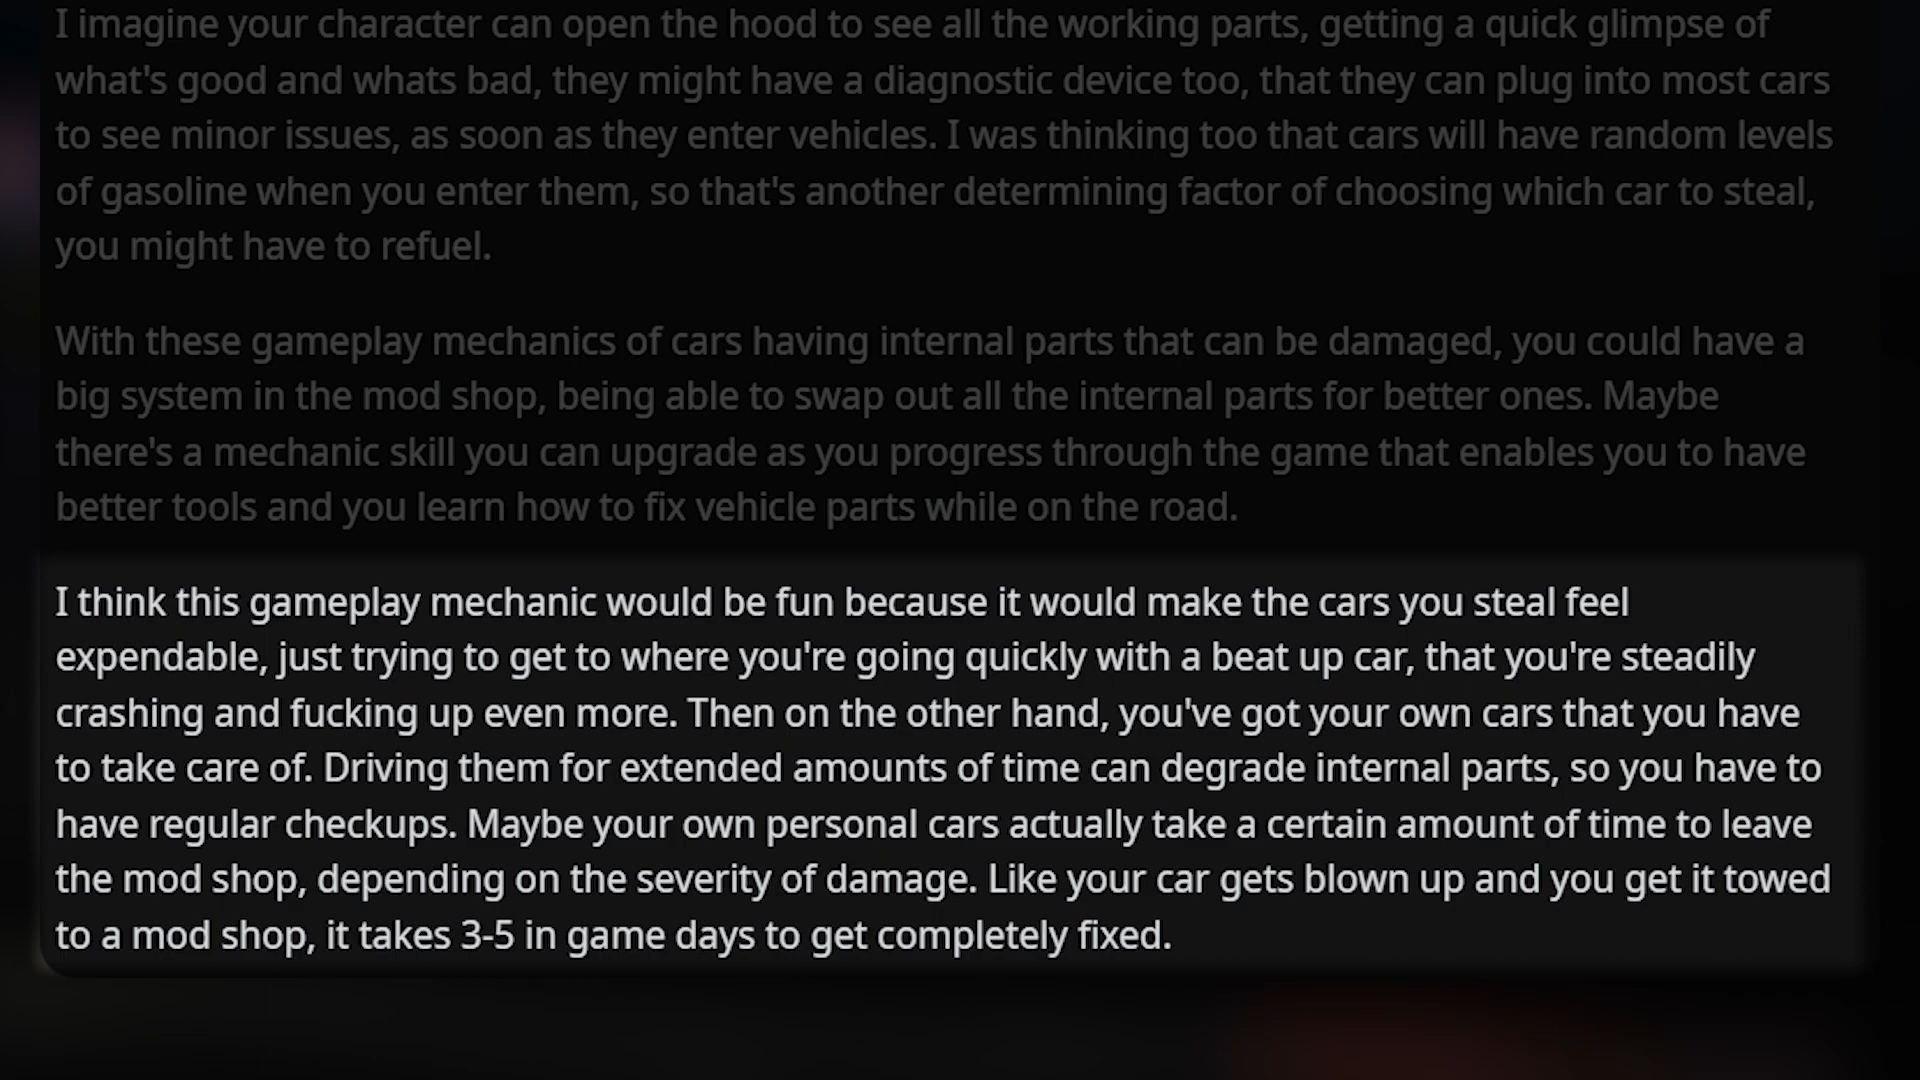 I imagine your character can open the hood to see all the working parts, getting a quick glimpse of
what's good and whats bad, they might have a diagnostic device too, that they can plug into most cars
to see minor issues, as soon as they enter vehicles. I was thinking too that cars will have random levels
of gasoline when you enter them, so that's another determining factor of choosing which car to steal,
you might have to refuel.
With these gameplay mechanics of cars having internal parts that can be damaged, you could have a
big system in the mod shop, being able to swap out all the internal parts for better ones. Maybe
there's a mechanic skill you can upgrade as you progress through the game that enables you to have
better tools and you learn how to fix vehicle parts while on the road.
I think this gameplay mechanic would be fun because it would make the cars you steal feel
expendable, just trying to get to where you're going quickly with a beat up car, that you're steadily
crashing and fucking up even more. Then on the other hand, you've got your own cars that you have
to take care of. Driving them for extended amounts of time can degrade internal parts, so you have to
have regular checkups. Maybe your own personal cars actually take a certain amount of time to leave
the mod shop, depending on the severity of damage. Like your car gets blown up and you get it towed
to a mod shop, it takes 3-5 in game days to get completely fixed.